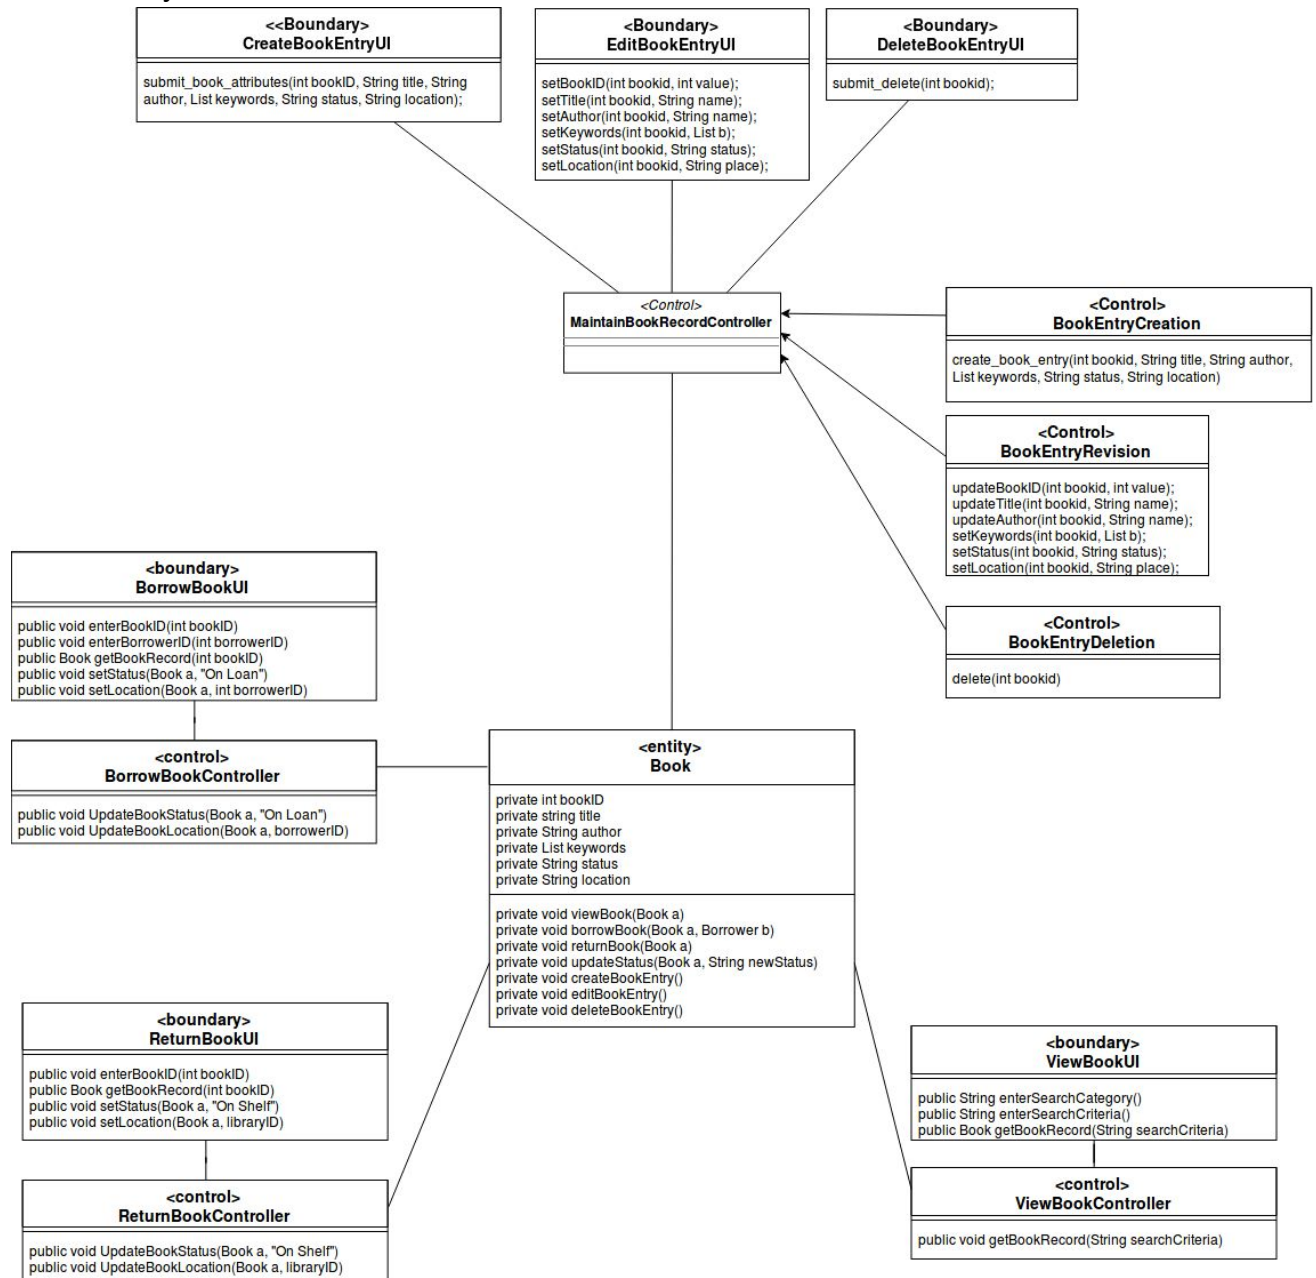 <<Boundary>
CreateBookEntryUI
submit_book_attributes(int bookID, String title, String
author, List keywords, String status, String location);
<Boundary>
EditBookEntryUI
setBookID(int bookid, int value);
setTitle(int bookid, String name);
setAuthor(int bookid, String name);
setKeywords(int bookid, List b);
setStatus(int bookid, String status);
setLocation(int bookid, String place);
<Boundary>
DeleteBookEntryUI
submit_delete(int bookid);
<Control>
MaintainBookRecordController
<Control>
BookEntryCreation
create_book_entry(int bookid, String title, String author,
List keywords, String status, String location)
<Control>
BookEntryRevision
updateBookID(int bookid, int value);
updateTitle(int bookid, String name);
updateAuthor(int bookid, String name);
setKeywords(int bookid, List b);
setStatus(int bookid, String status);
setLocation(int bookid, String place);
<Control>
BookEntryDeletion
delete(int bookid)
<boundary>
BorrowBookUI
public void enterBookID(int bookID)
public void enterBorrowerID(int borrowerID)
public Book getBookRecord(int bookID)
public void setStatus(Book a, "On Loan")
public void setLocation(Book a, int borrowerID)
<control>
BorrowBookController
public void UpdateBookStatus(Book a, "On Loan")
public void UpdateBookLocation(Book a, borrowerID)
<entity>
Book
private int bookID
private string title
private String author
private List keywords
private String status
private String location
private void viewBook(Book a)
private void borrowBook(Book a, Borrower b)
private void returnBook(Book a)
private void updateStatus(Book a, String newStatus)
private void createBookEntry()
private void editBookEntry()
private void deleteBookEntry()
<boundary>
ReturnBookUI
public void enterBookID(int bookID)
public Book getBookRecord(int bookID)
public void setStatus(Book a, "On Shelf")
public void setLocation(Book a, libraryID)
<control>
ReturnBookController
public void UpdateBookStatus(Book a, "On Shelf")
public void UpdateBookLocation(Book a, libraryID)
<boundary>
ViewBookUI
public String enterSearchCategory()
public String enterSearchCriteria()
public Book getBookRecord(String searchCriteria)
<control>
ViewBookController
public void getBookRecord(String searchCriteria)